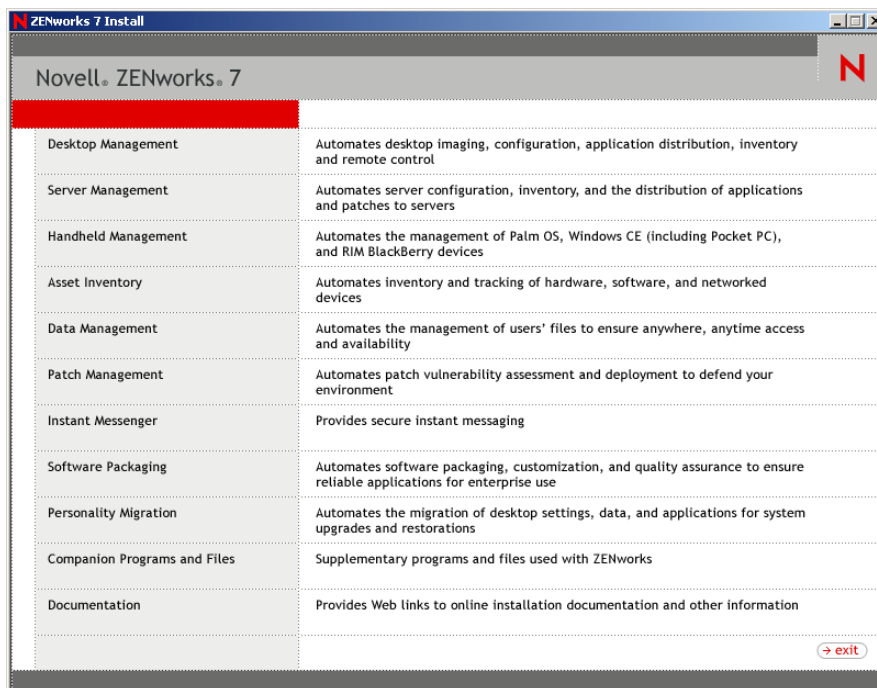 N ZENworks 7 Install
Novell® ZENworks® 7
N
Desktop Management
Automates desktop imaging, configuration, application distribution, inventory
and remote control
Server Management
Automates server configuration, inventory, and the distribution of applications
and patches to servers
Handheld Management
Automates the management of Palm OS, Windows CE (including Pocket PC),
and RIM BlackBerry devices
Asset Inventory
Automates inventory and tracking of hardware, software, and networked
devices
Data Management
Automates the management of users’ files to ensure anywhere, anytime access
and availability
Patch Management
Automates patch vulnerability assessment and deployment to defend your
environment
Instant Messenger
Provides secure instant messaging
Software Packaging
Automates software packaging, customization, and quality assurance to ensure
reliable applications for enterprise use
Personality Migration
Automates the migration of desktop settings, data, and applications for system
upgrades and restorations
Companion Programs and Files
Supplementary programs and files used with ZENworks
Documentation
Provides Web links to online installation documentation and other information
→ exit